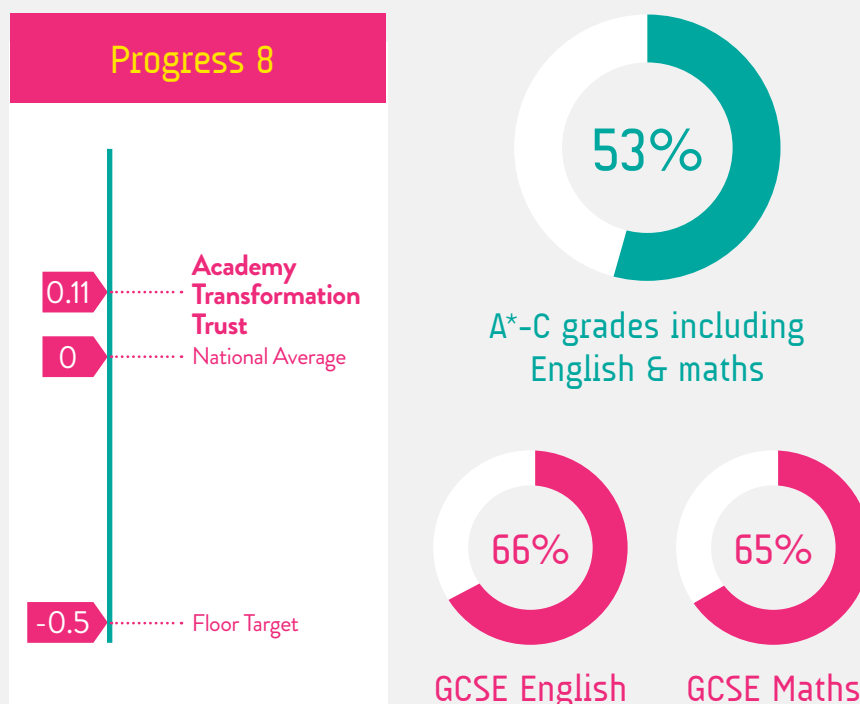 Progress 8
0.11
Academy
Transformation
Trust
0
National Average
-0.5
Floor Target
53%
A*-C grades including
English & maths
66%
GCSE English
65%
GCSE Maths